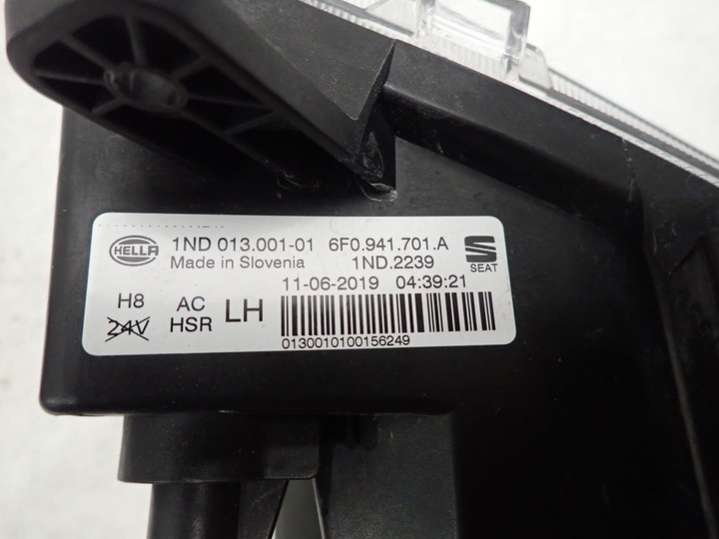 HELLA 1ND 013.001-01 6F0.941.701.A
Made in Slovenia 1ND.2239 SEAT
11-06-2019 04:39:21
H8 AC LH
24V HSR
0130010100156249